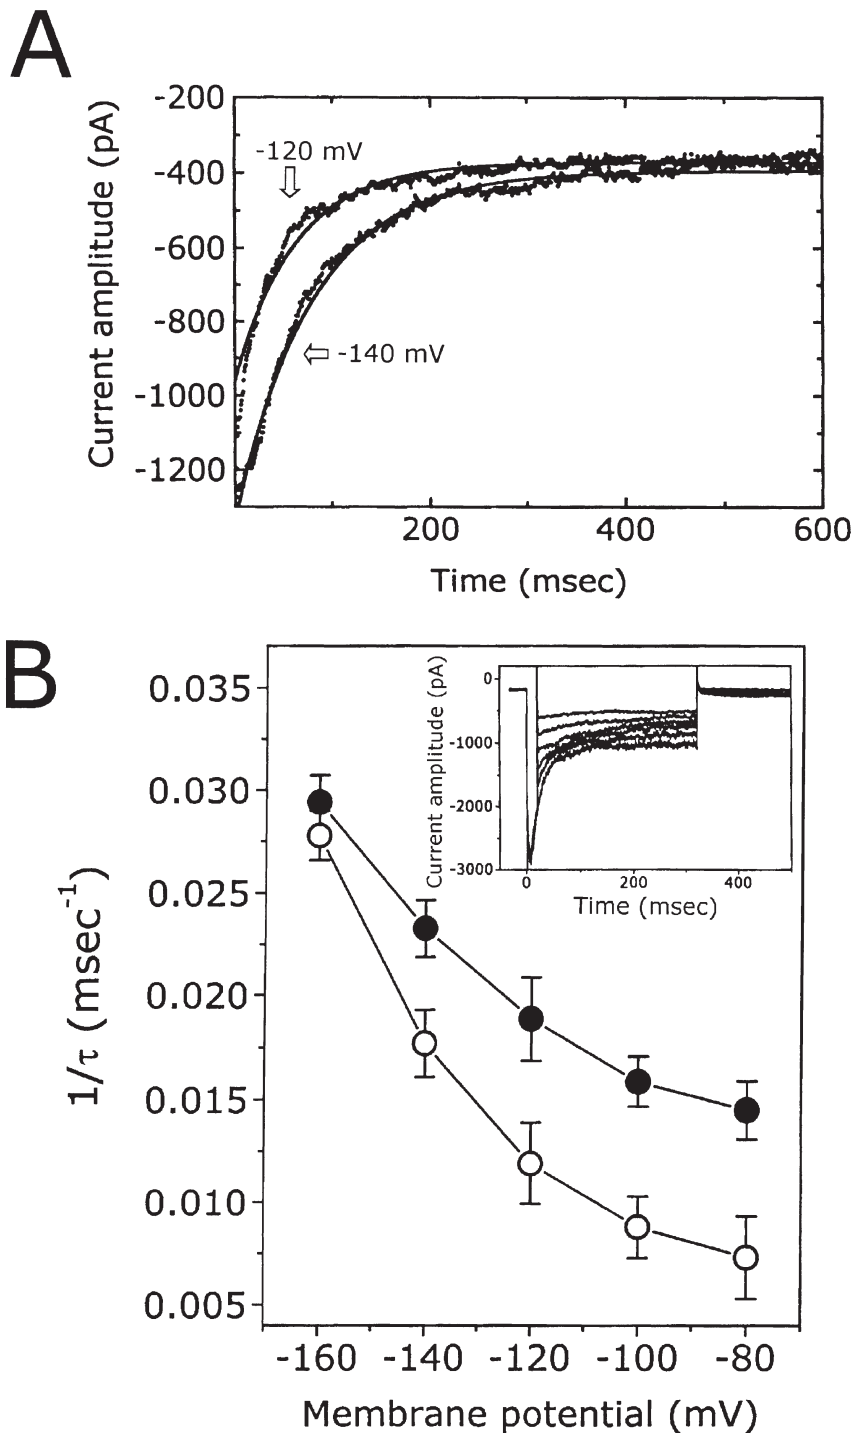 A
Current amplitude (pA)
-200
-400
-600
-800
-1000
-1200
-120 mV
-140 mV
200 400 600
Time (msec)
B
1/τ (msec⁻¹)
0.035
0.030
0.025
0.020
0.015
0.010
0.005
Current amplitude (pA)
0
-1000
-2000
-3000
0 200 400
Time (msec)
-160 -140 -120 -100 -80
Membrane potential (mV)